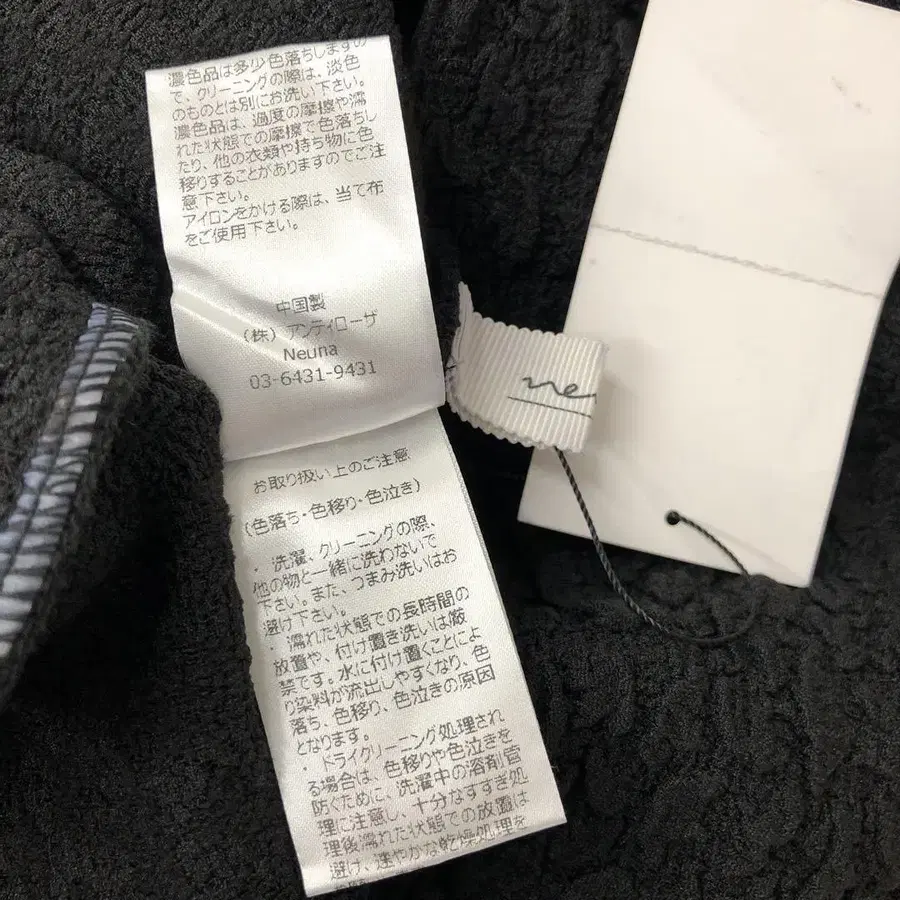 濃色品は多少色落ちしますの
で、クリーニングの際は、淡色
のものとは別にお洗い下さい。
濃色品は、過度の摩擦や濡
れた状態での摩擦で色落ちし
たり、他の衣類や持ち物に色
移りすることがありますのでご注
意下さい。
アイロンをかける際は、当て布
をご使用下さい。
中国製
(株) アンティローザ
Neuna
03-6431-9431
ne
お取り扱い上のご注意
(色落ち・色移り・色泣き)
・ 洗濯、クリーニングの際、
他の物と一緒に洗わないで
下さい。また、つまみ洗いはお
避け下さい。
・ 濡れた状態での長時間の
放置や、付け置き洗いは厳
禁です。水に付け置くことによ
り染料が流出しやすくなり、色
落ち、色移り、色泣きの原因
となります。
・ ドライクリーニング処理され
る場合は、色移りや色泣きを
防ぐために、洗濯中の溶剤管
理に注意し、十分なすすぎ処
理後濡れた状態での放置は
避け、速やかな乾燥処理を